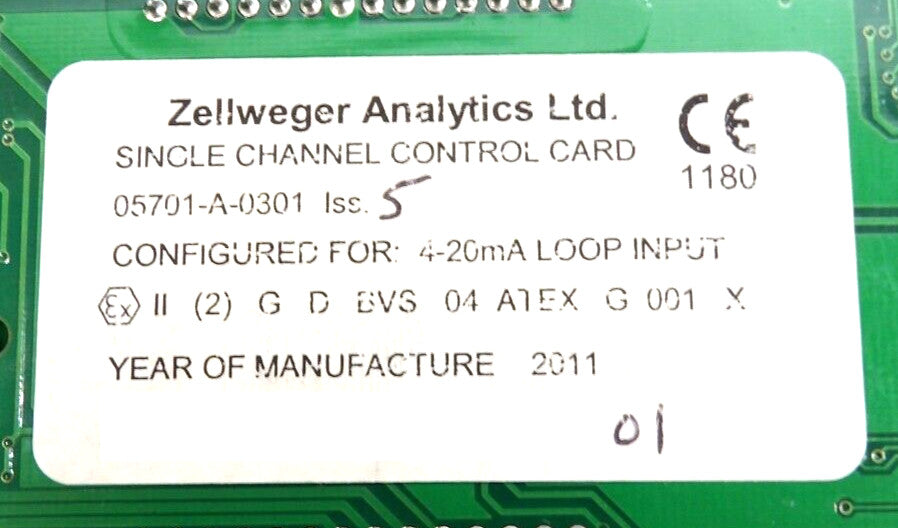 Zellweger Analytics Ltd.
CE
SINGLE CHANNEL CONTROL CARD
1180
05701-A-0301 Iss. 5
CONFIGURED FOR: 4-20mA LOOP INPUT
Ex II (2) G D BVS 04 ATEX G 001 X
YEAR OF MANUFACTURE 2011
01